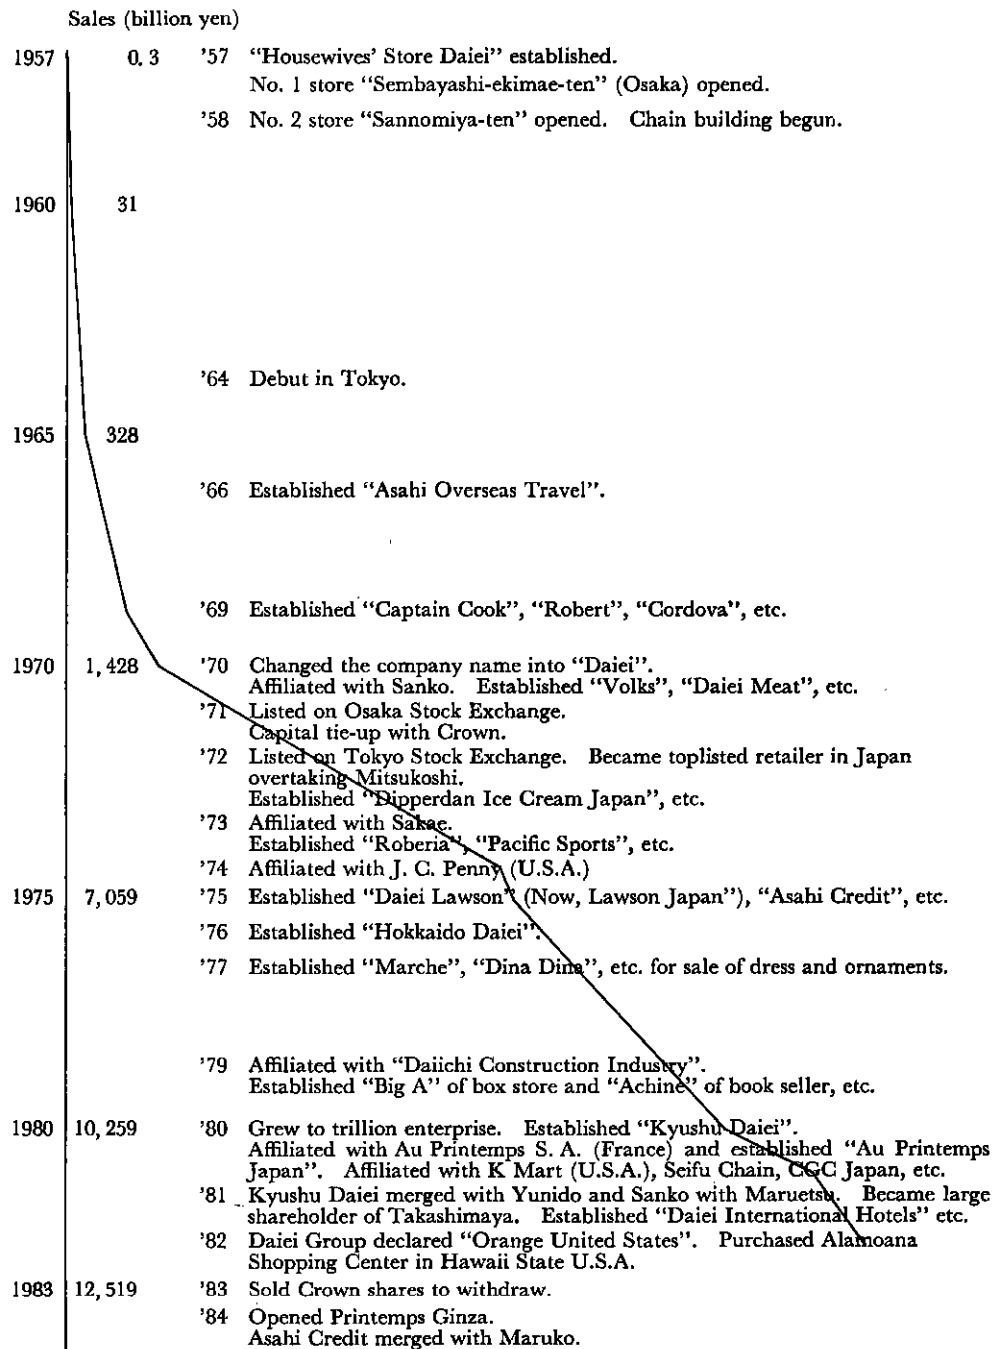 Sales (billion yen)
1957 0.3 '57 "Housewives' Store Daiei" established.
No. 1 store "Sembayashi-ekimae-ten" (Osaka) opened.
'58 No. 2 store "Sannomiya-ten" opened. Chain building begun.
1960 31
'64 Debut in Tokyo.
1965 328
'66 Established "Asahi Overseas Travel".
'69 Established "Captain Cook", "Robert", "Cordova", etc.
1970 1,428 '70 Changed the company name into "Daiei".
Affiliated with Sanko. Established "Volks", "Daiei Meat", etc.
'71 Listed on Osaka Stock Exchange.
Capital tie-up with Crown.
'72 Listed on Tokyo Stock Exchange. Became toplisted retailer in Japan
overtaking Mitsukoshi.
Established "Dipperdan Ice Cream Japan", etc.
'73 Affiliated with Sakae.
Established "Roberia", "Pacific Sports", etc.
'74 Affiliated with J. C. Penny (U.S.A.)
1975 7,059 '75 Established "Daiei Lawson" (Now, Lawson Japan"), "Asahi Credit", etc.
'76 Established "Hokkaido Daiei".
'77 Established "Marche", "Dina Dina", etc. for sale of dress and ornaments.
'79 Affiliated with "Daiichi Construction Industry".
Established "Big A" of box store and "Achine" of book seller, etc.
1980 10,259 '80 Grew to trillion enterprise. Established "Kyushu Daiei".
Affiliated with Au Printemps S. A. (France) and established "Au Printemps
Japan". Affiliated with K Mart (U.S.A.), Seifu Chain, CGC Japan, etc.
'81 Kyushu Daiei merged with Yunido and Sanko with Maruetsu. Became large
shareholder of Takashimaya. Established "Daiei International Hotels" etc.
'82 Daiei Group declared "Orange United States". Purchased Alamoana
Shopping Center in Hawaii State U.S.A.
1983 12,519 '83 Sold Crown shares to withdraw.
'84 Opened Printemps Ginza.
Asahi Credit merged with Maruko.